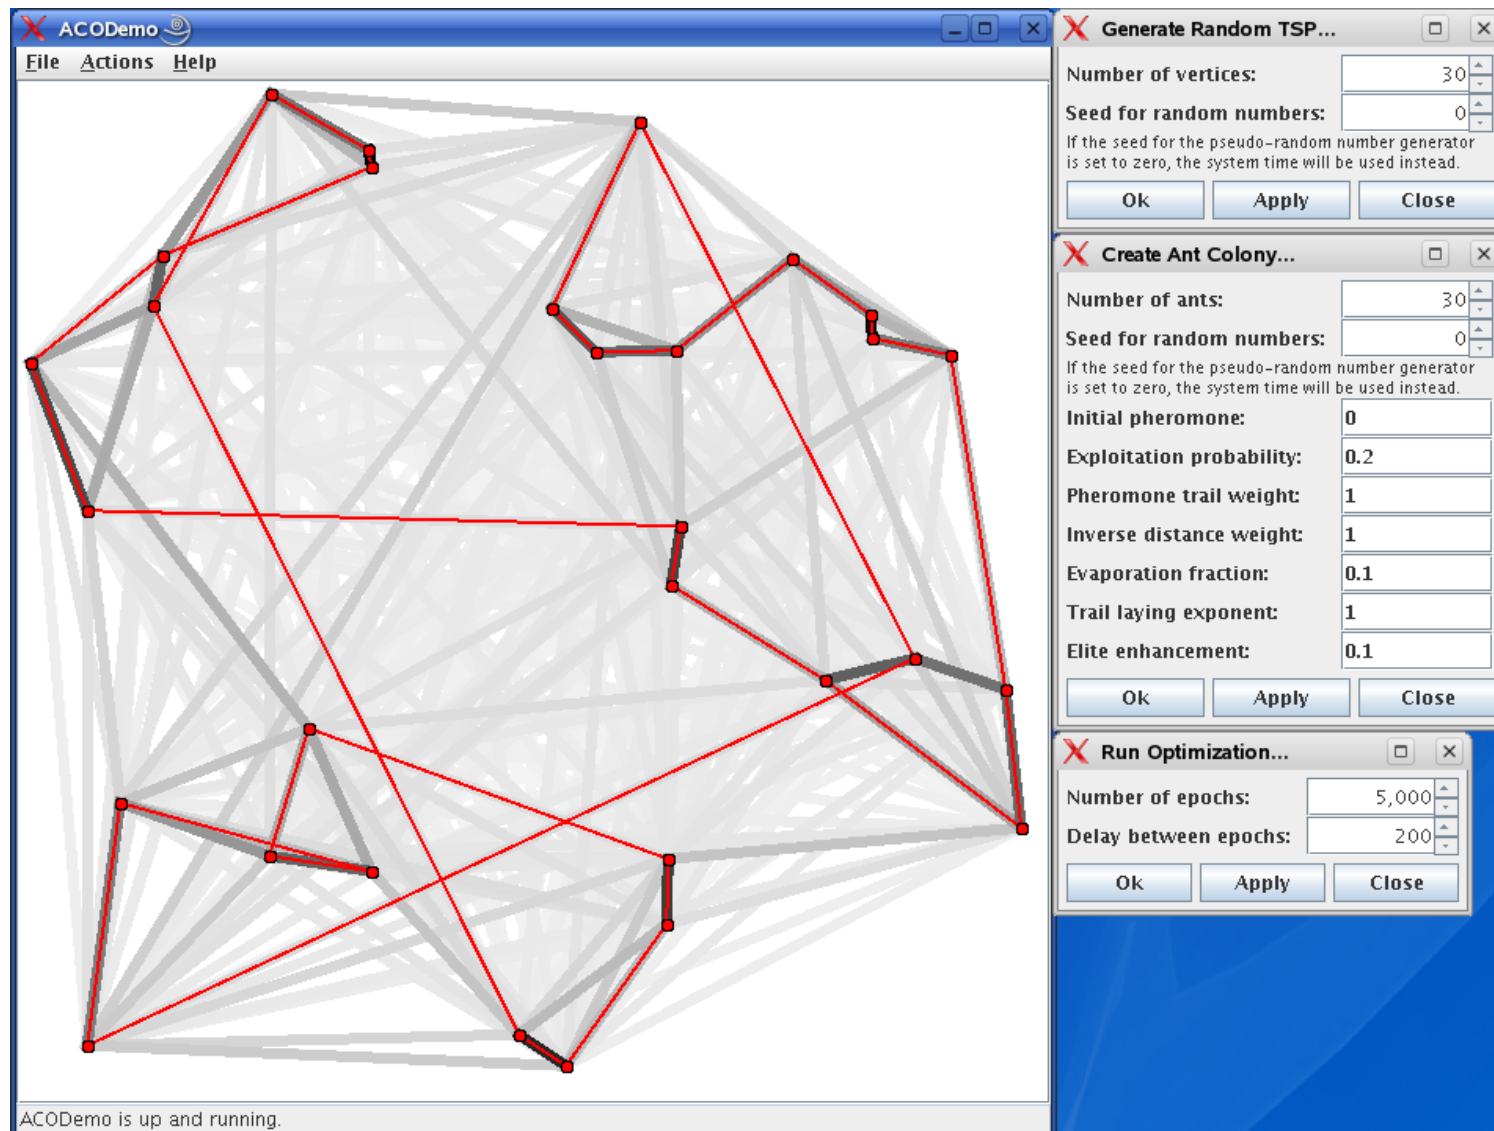 ACODemo
File Actions Help
ACODemo is up and running.
Generate Random TSP...
Number of vertices: 30
Seed for random numbers: 0
If the seed for the pseudo-random number generator
is set to zero, the system time will be used instead.
Ok Apply Close
Create Ant Colony...
Number of ants: 30
Seed for random numbers: 0
If the seed for the pseudo-random number generator
is set to zero, the system time will be used instead.
Initial pheromone: 0
Exploitation probability: 0.2
Pheromone trail weight: 1
Inverse distance weight: 1
Evaporation fraction: 0.1
Trail laying exponent: 1
Elite enhancement: 0.1
Ok Apply Close
Run Optimization...
Number of epochs: 5,000
Delay between epochs: 200
Ok Apply Close